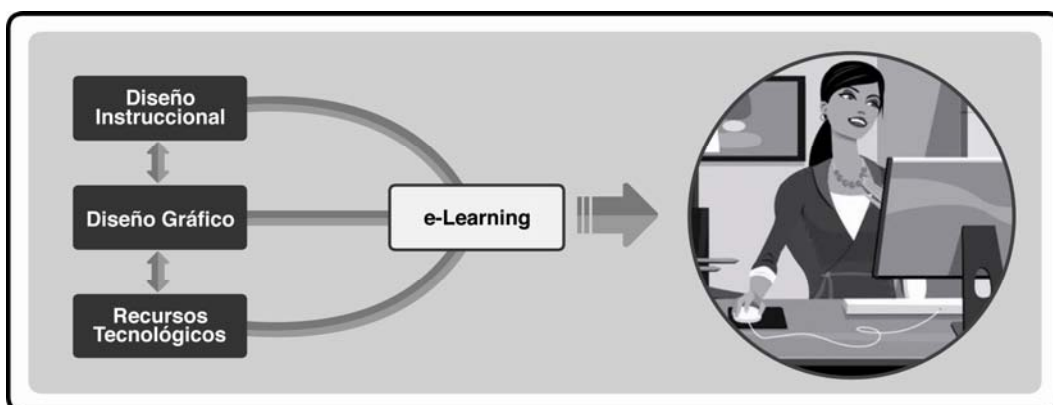 Diseño
Instruccional
Diseño Gráfico
e-Learning
Recursos
Tecnológicos